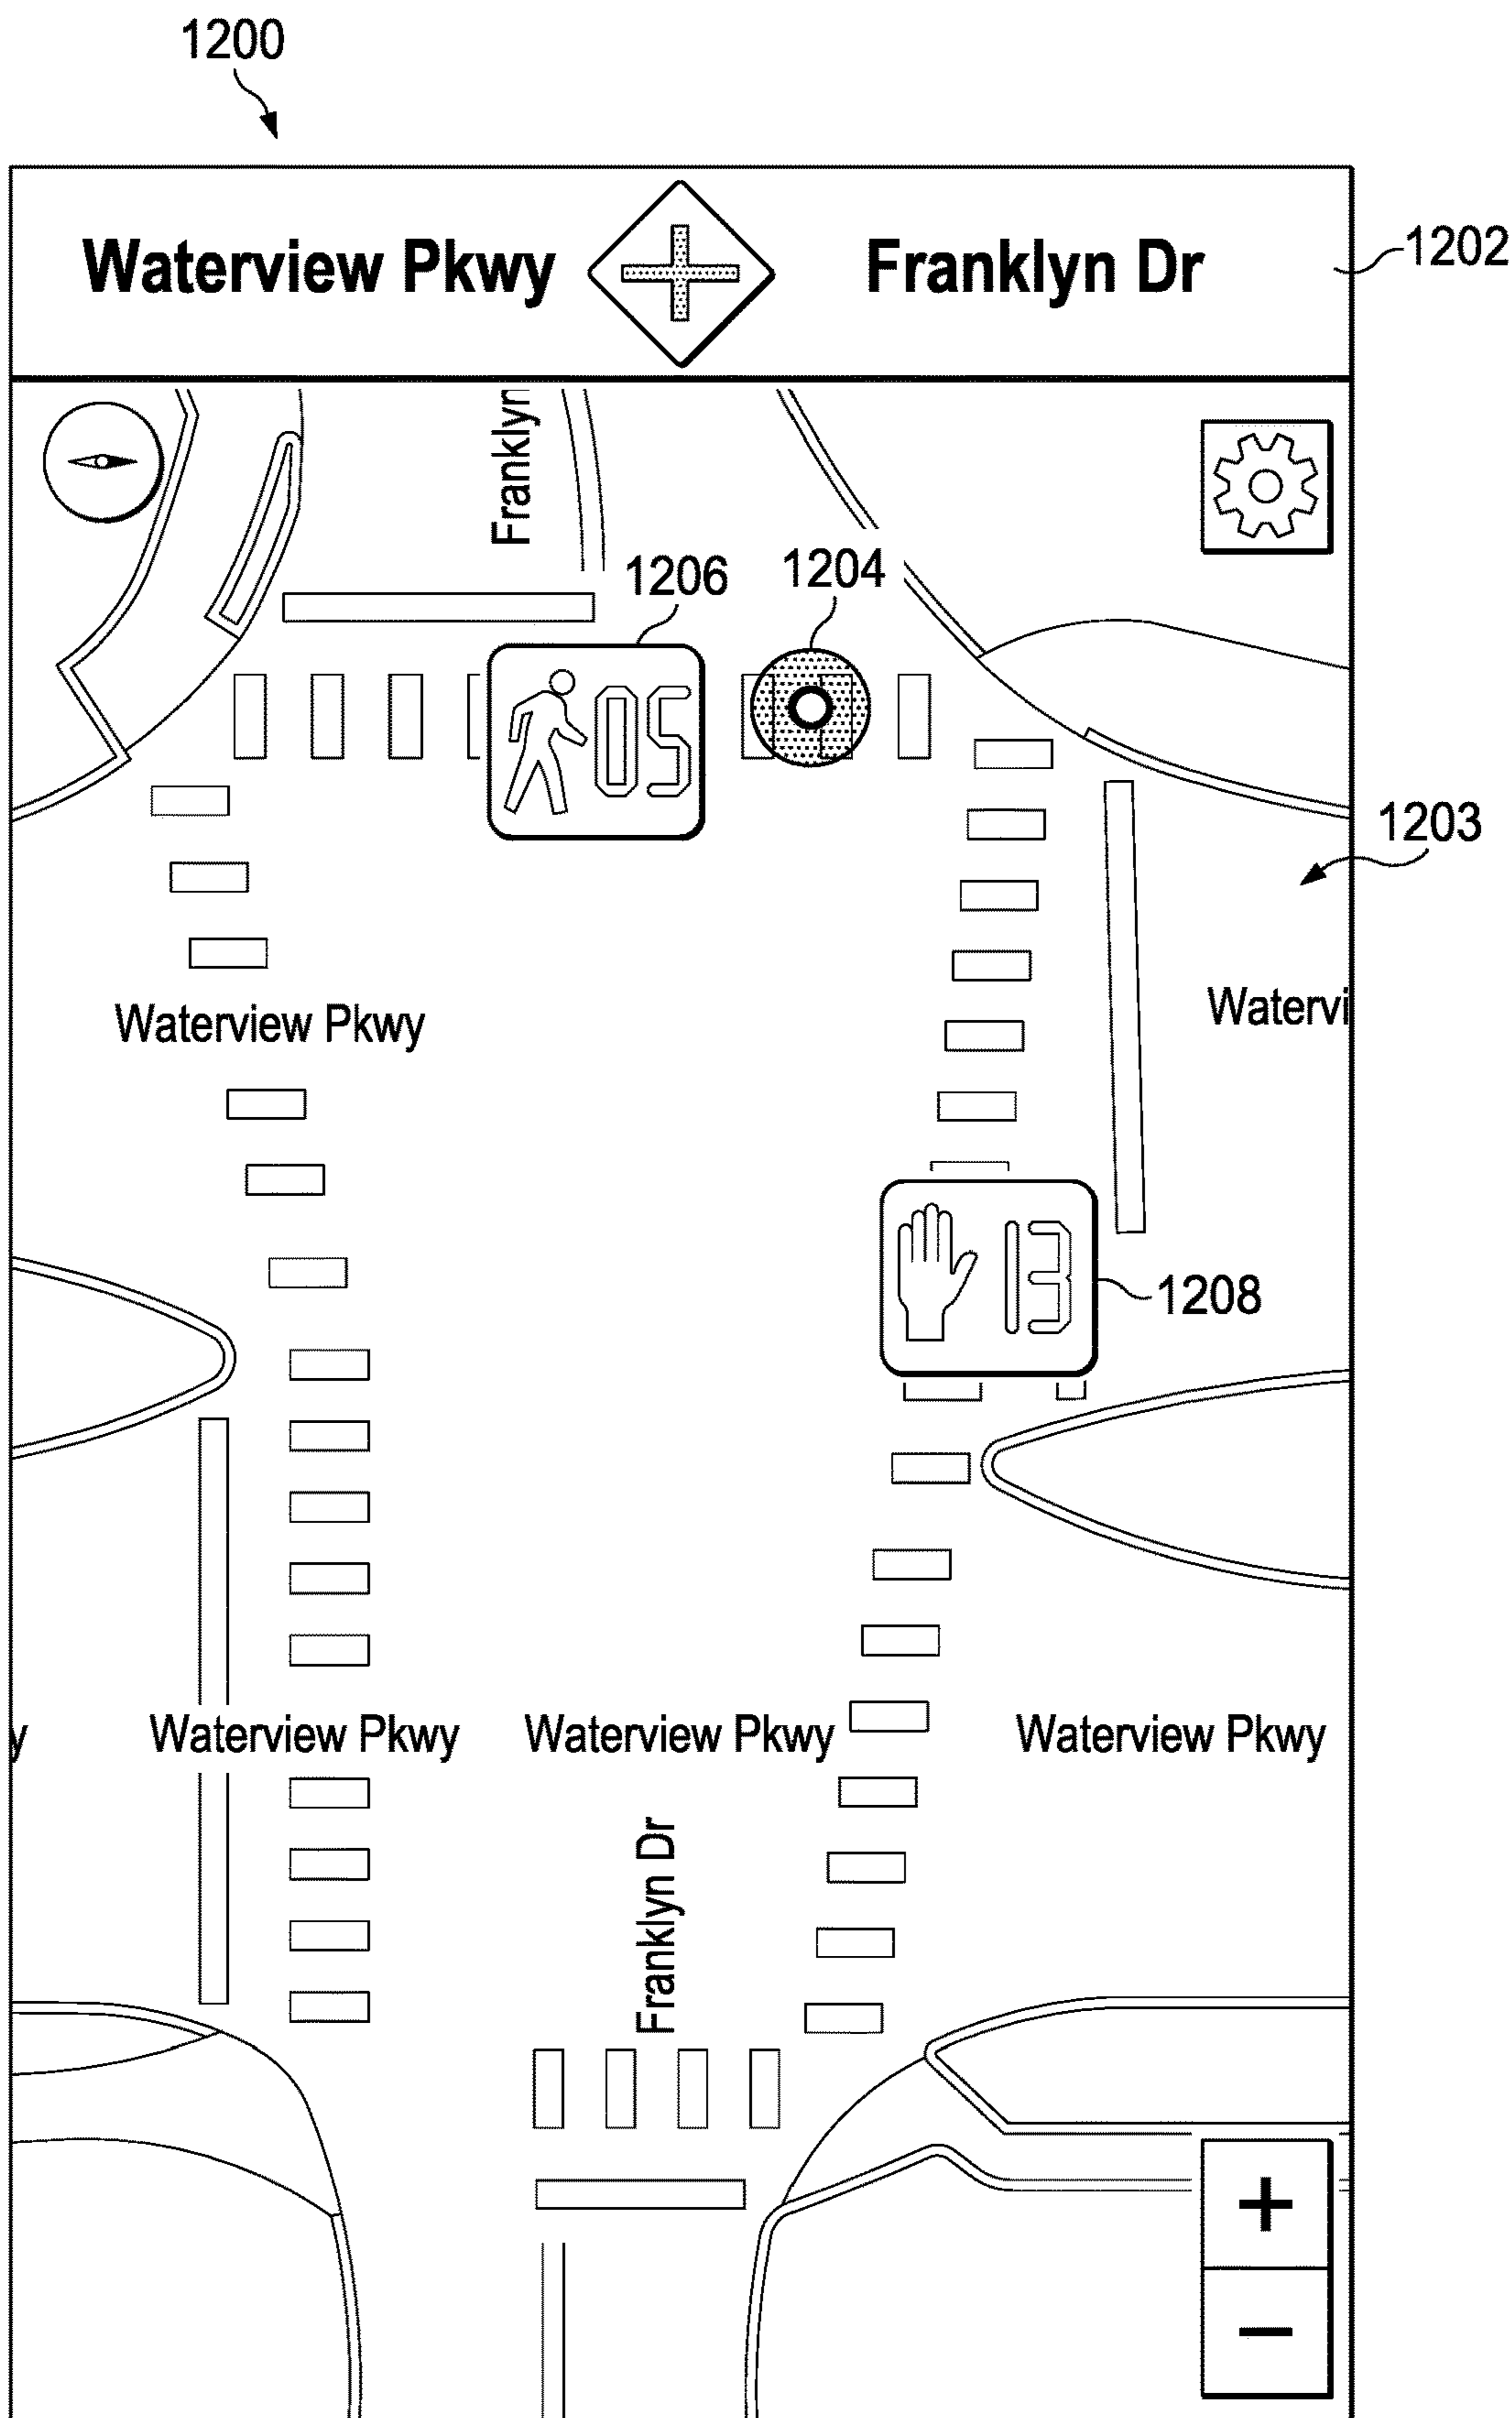 1200
Waterview Pkwy Franklyn Dr
1202
Franklyn
1206
1204
05
1203
Waterview Pkwy
Watervi
13
1208
y
Waterview Pkwy
Waterview Pkwy
Waterview Pkwy
Franklyn Dr
+
−